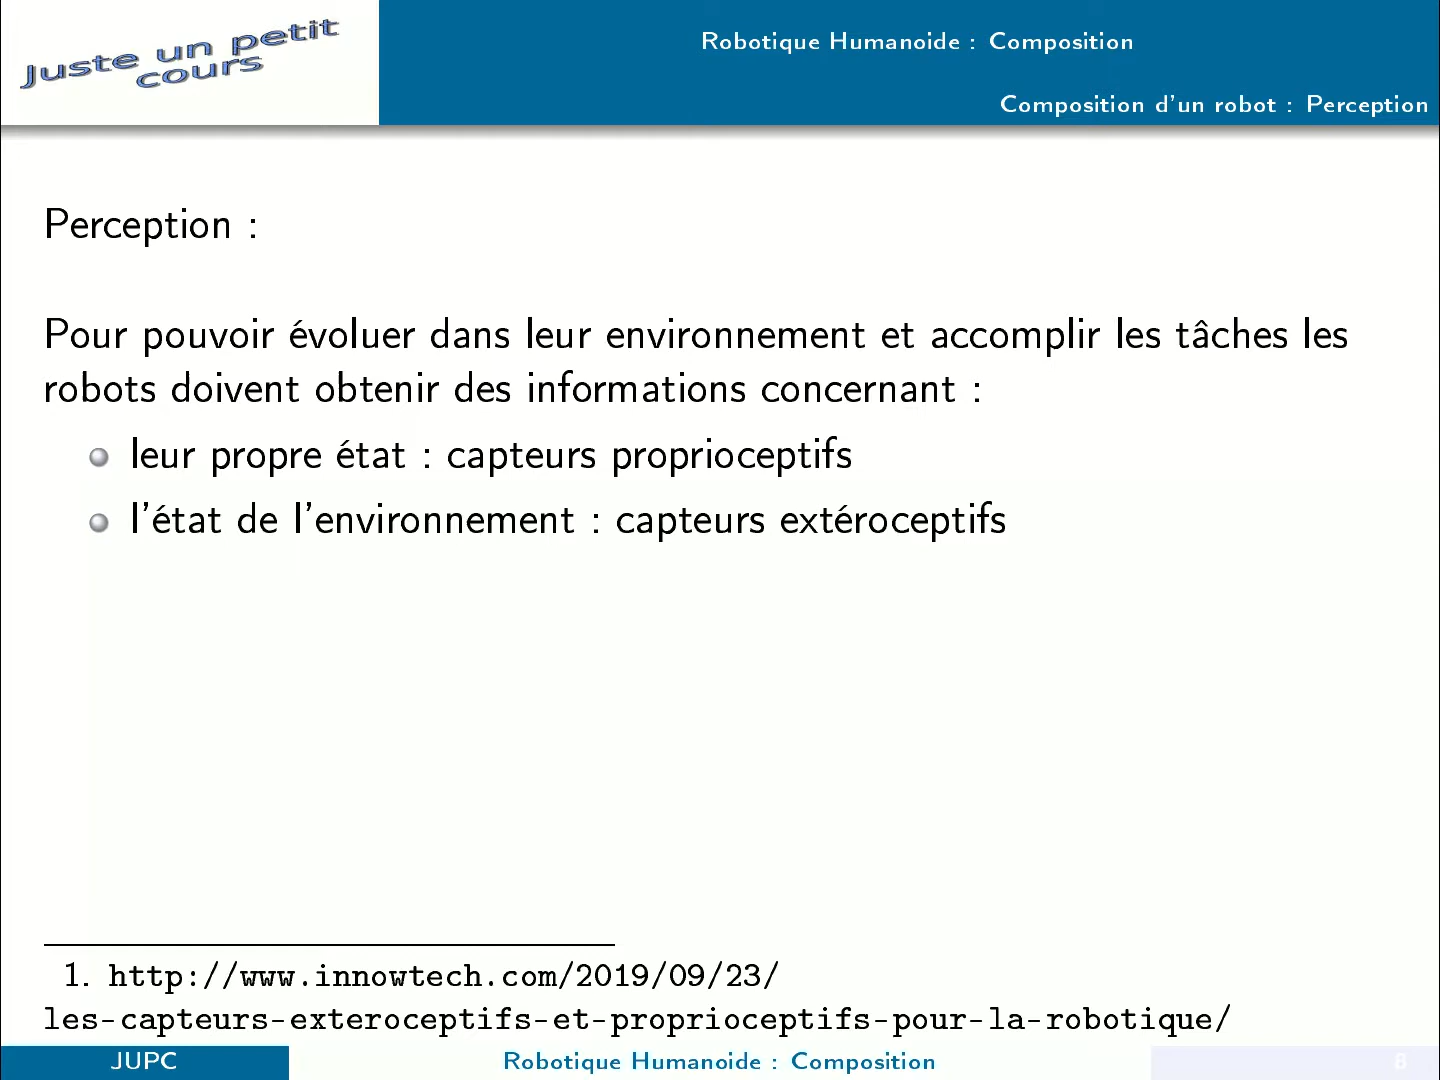 Juste un petit
cours
Robotique Humanoide : Composition
Composition d'un robot : Perception
Perception :
Pour pouvoir évoluer dans leur environnement et accomplir les tâches les
robots doivent obtenir des informations concernant :
leur propre état : capteurs proprioceptifs
l'état de l'environnement : capteurs extéroceptifs
1. http://www.innowtech.com/2019/09/23/
les-capteurs-exteroceptifs-et-proprioceptifs-pour-la-robotique/
JUPC
Robotique Humanoide : Composition
8